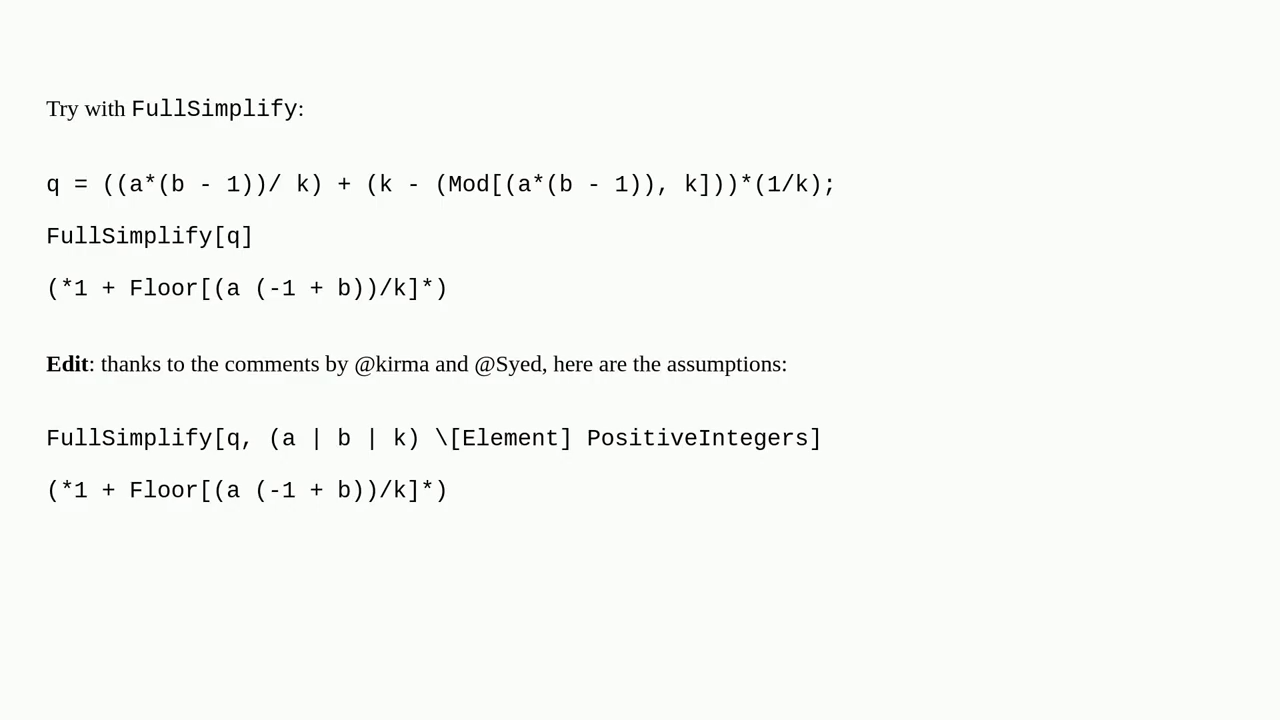 Try with FullSimplify:
q = ((a*(b - 1))/ k) + (k - (Mod[(a*(b - 1)), k]))*(1/k);
FullSimplify[q]
(*1 + Floor[(a (-1 + b))/k]*)
Edit: thanks to the comments by @kirma and @Syed, here are the assumptions:
FullSimplify[q, (a | b | k) \[Element] PositiveIntegers]
(*1 + Floor[(a (-1 + b))/k]*)